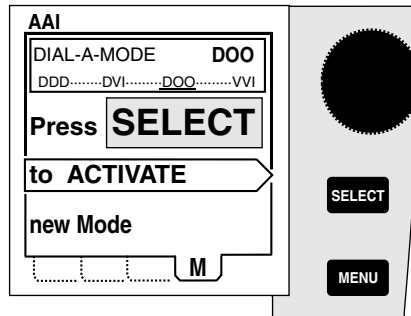 AAI
DIAL-A-MODE DOO
DDD........DVI.........DOO.........VVI
Press SELECT
to ACTIVATE
new Mode
M
SELECT
MENU